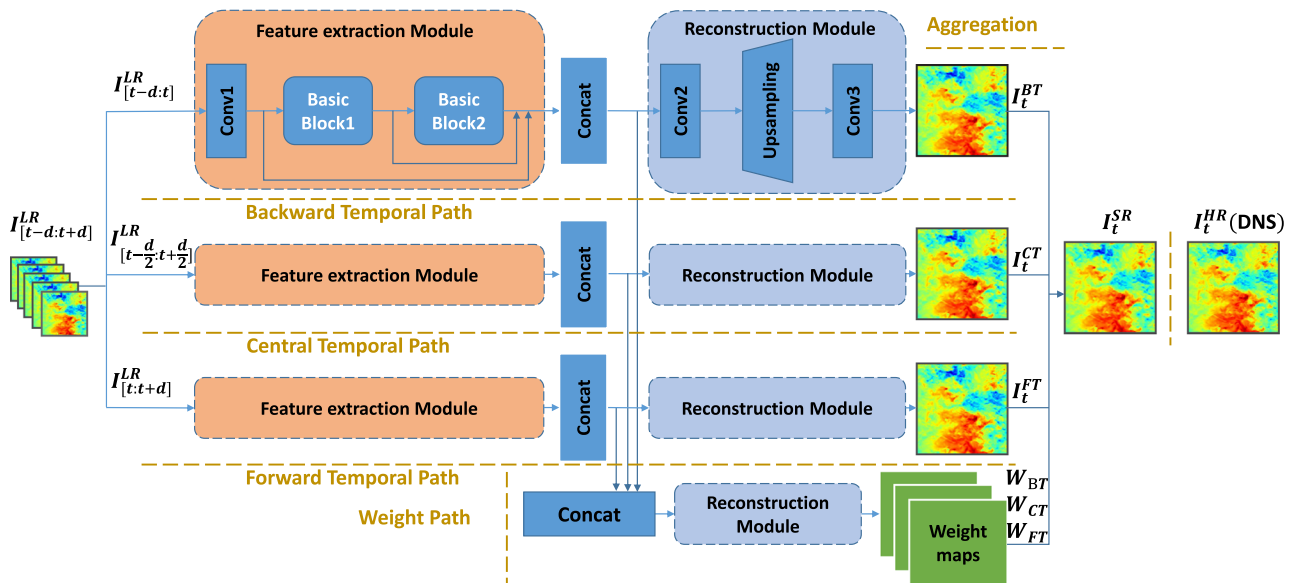 Feature extraction Module
Reconstruction Module
Aggregation
I^{LR}_{[t-d:t]}
Conv1
Basic
Block1
Basic
Block2
Concat
Conv2
Upsampling
Conv3
I^{BT}_t
Backward Temporal Path
I^{LR}_{[t-d:t+d]}
I^{LR}_{[t-\frac{d}{2}:t+\frac{d}{2}]}
Feature extraction Module
Concat
Reconstruction Module
I^{CT}_t
I^{SR}_t
I^{HR}_t(DNS)
Central Temporal Path
I^{LR}_{[t:t+d]}
Feature extraction Module
Concat
Reconstruction Module
I^{FT}_t
Forward Temporal Path
Weight Path
Concat
Reconstruction
Module
Weight
maps
W_{BT}
W_{CT}
W_{FT}